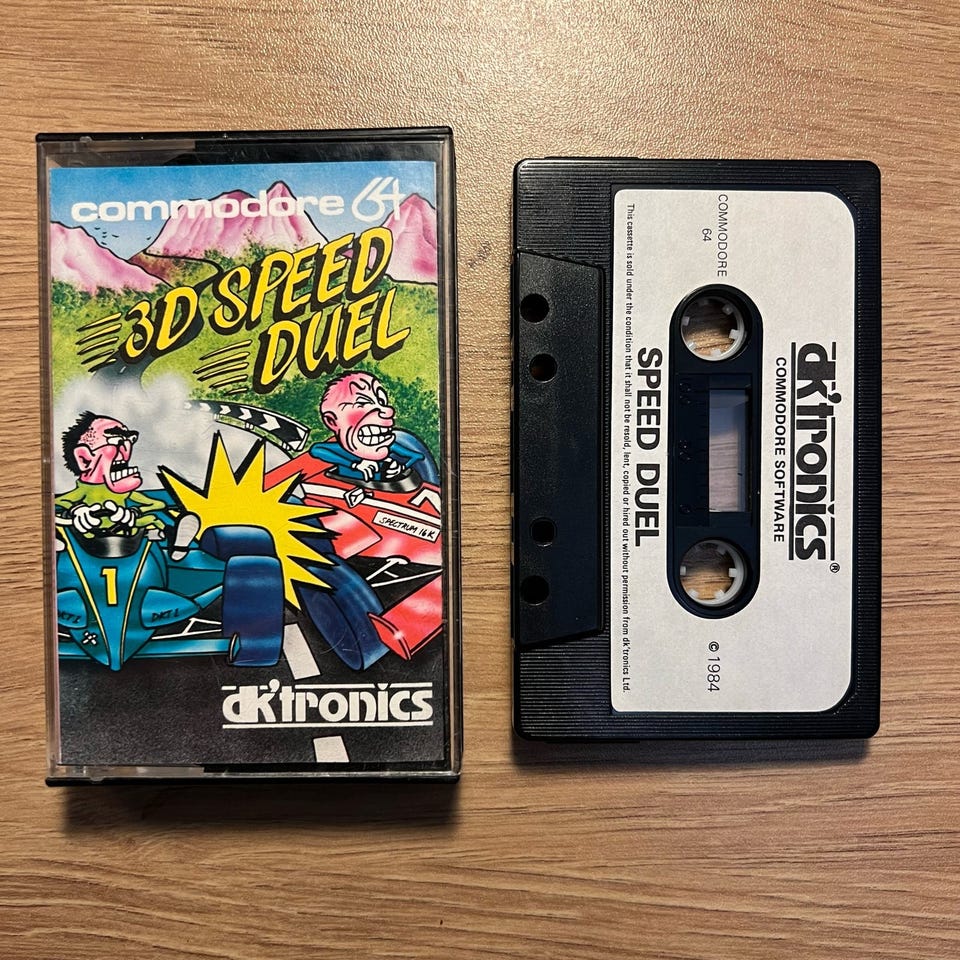 commodore 64
3D SPEED
DUEL
SPECTRUM 16K
1
DKT 1
dk'tronics
COMMODORE
64
dk'tronics®
COMMODORE SOFTWARE
SPEED DUEL
This cassette is sold under the condition that it shall not be resold, lent, copied or hired out without permission from dk'tronics Ltd.
© 1984